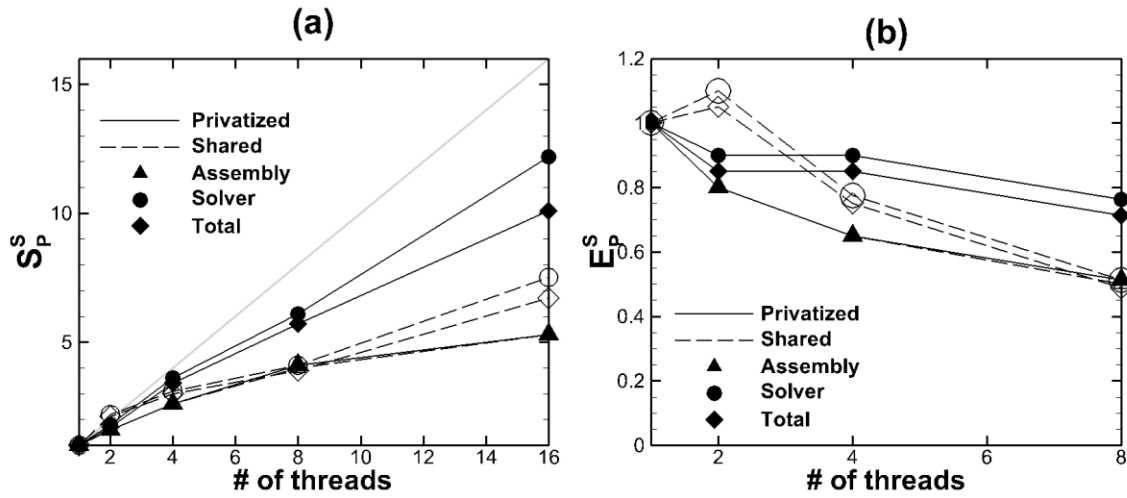 (a)
15
10
5
S_P^S
Privatized
Shared
Assembly
Solver
Total
2 4 6 8 10 12 14 16
# of threads
(b)
1.2
1
0.8
0.6
0.4
0.2
0
E_P^S
Privatized
Shared
Assembly
Solver
Total
2 4 6 8
# of threads